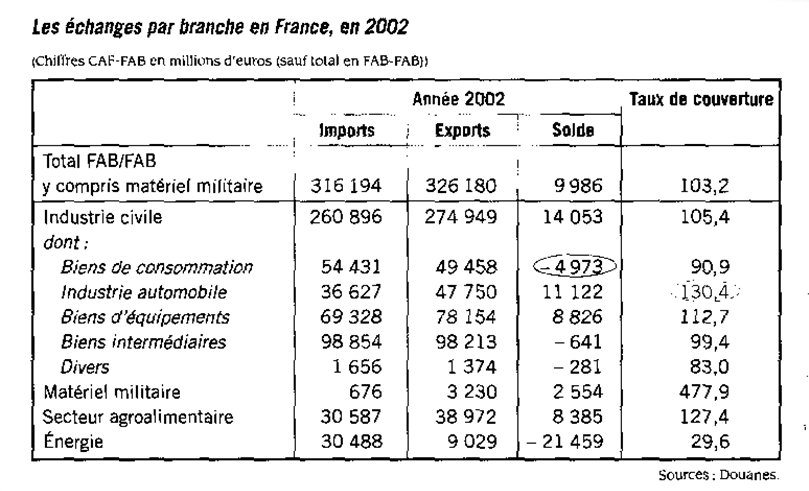 Les échanges par branche en France, en 2002
(Chiffres CAF-FAB en millions d'euros (sauf total en FAB-FAB))
Année 2002 Taux de couverture
Imports Exports Solde
Total FAB/FAB
y compris matériel militaire 316 194 326 180 9 986 103,2
Industrie civile 260 896 274 949 14 053 105,4
dont :
Biens de consommation 54 431 49 458 – 4 973 90,9
Industrie automobile 36 627 47 750 11 122 130,4
Biens d'équipements 69 328 78 154 8 826 112,7
Biens intermédiaires 98 854 98 213 – 641 99,4
Divers 1 656 1 374 – 281 83,0
Matériel militaire 676 3 230 2 554 477,9
Secteur agroalimentaire 30 587 38 972 8 385 127,4
Énergie 30 488 9 029 – 21 459 29,6
Sources : Douanes.